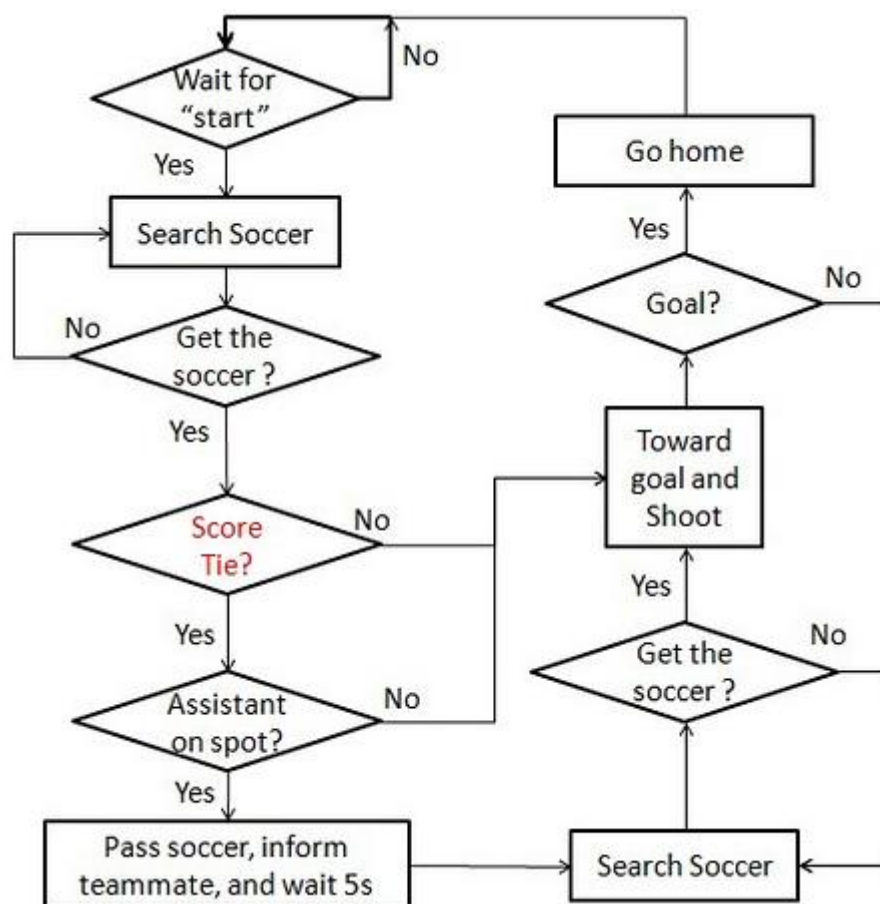 No
Wait for
“start”
Yes
Go home
Search Soccer
Yes
No
Goal?
No
Get the
soccer ?
Yes
Toward
goal and
Shoot
Score
Tie?
No
Yes
Yes
No
Get the
soccer ?
Assistant
on spot?
No
Yes
Pass soccer, inform
teammate, and wait 5s
Search Soccer